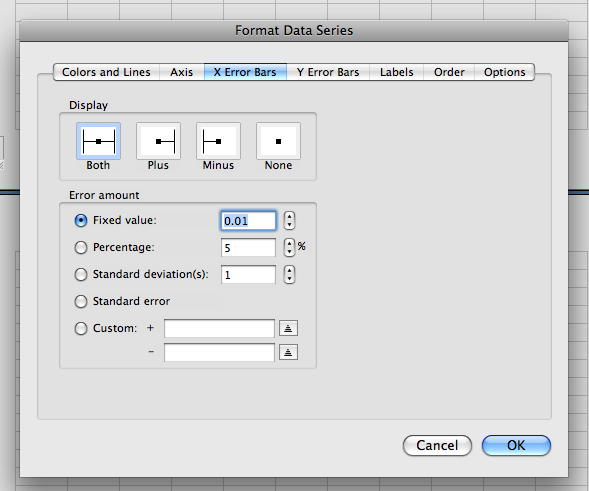 Format Data Series
Colors and Lines Axis X Error Bars Y Error Bars Labels Order Options
Display
Both Plus Minus None
Error amount
Fixed value: 0.01
Percentage: 5 %
Standard deviation(s): 1
Standard error
Custom: +
−
Cancel OK